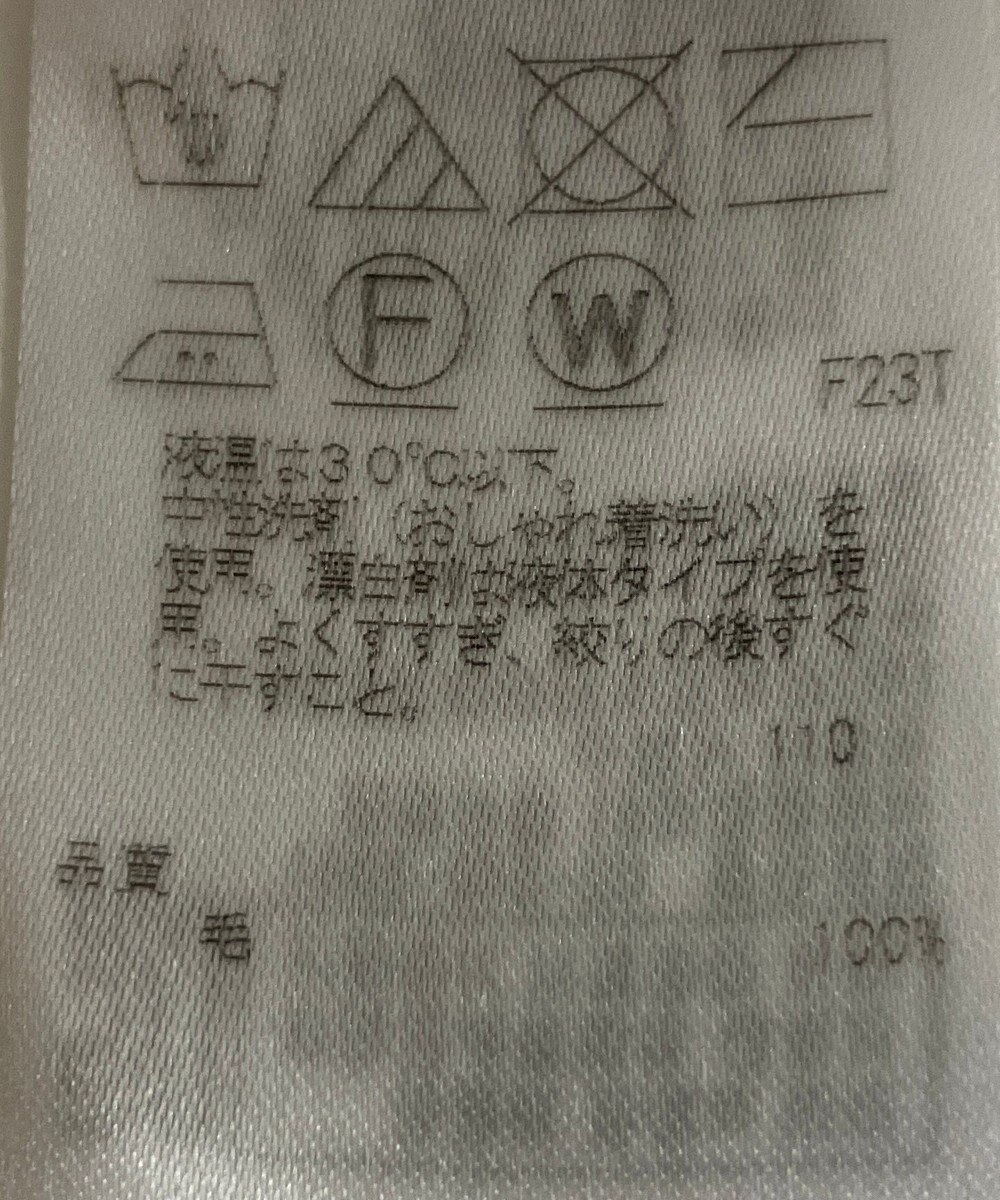 F
W
F23T
液温は30℃以下。
中性洗剤(おしゃれ着洗い)を
使用。漂白剤は液体タイプを使
用。よくすすぎ、絞りの後すぐ
に干すこと。
110
品質
毛 100%